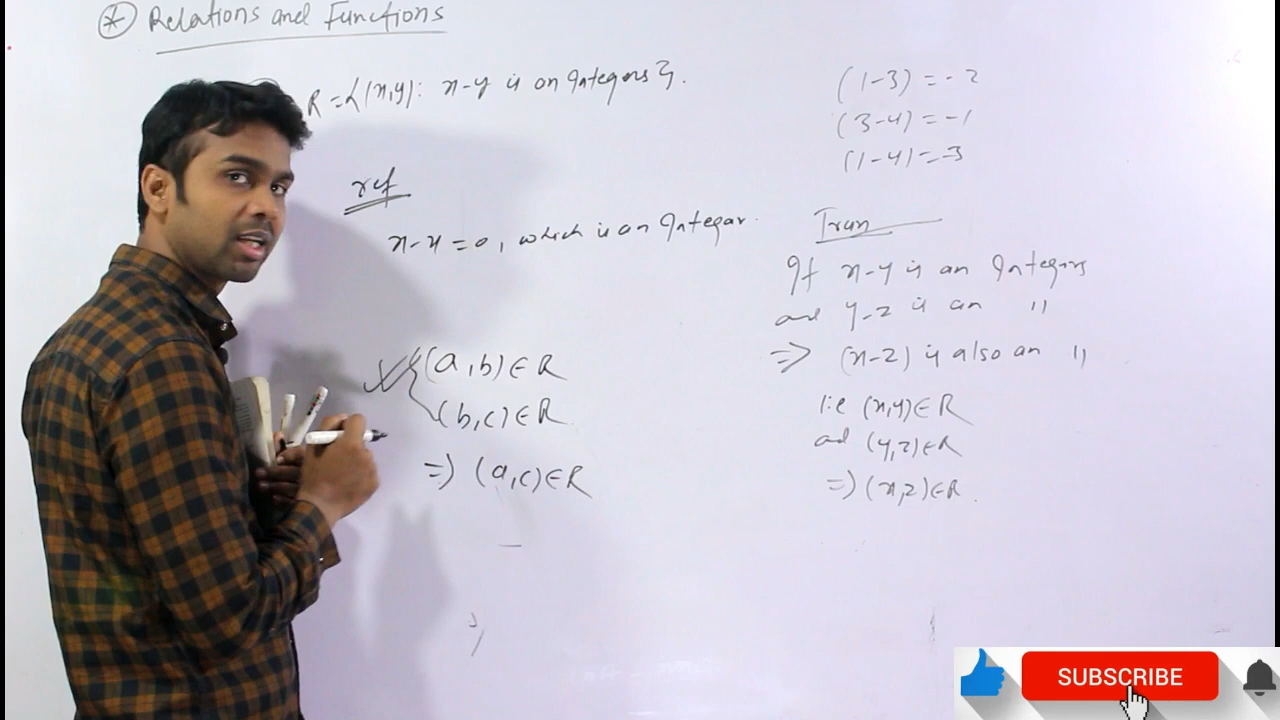 * Relations and Functions
R = {(x,y): x-y is an Integers}.
ref
x-x = 0, which is an Integar.
(a,b) ∈ R
(b,c) ∈ R
=> (a,c) ∈ R
(1-3) = -2
(3-4) = -1
(1-4) = -3
Tran
If x-y is an Integers
and y-z is an "
=> (x-z) is also an "
i.e (x,y) ∈ R
and (y,z) ∈ R
=> (x,z) ∈ R.
SUBSCRIBE